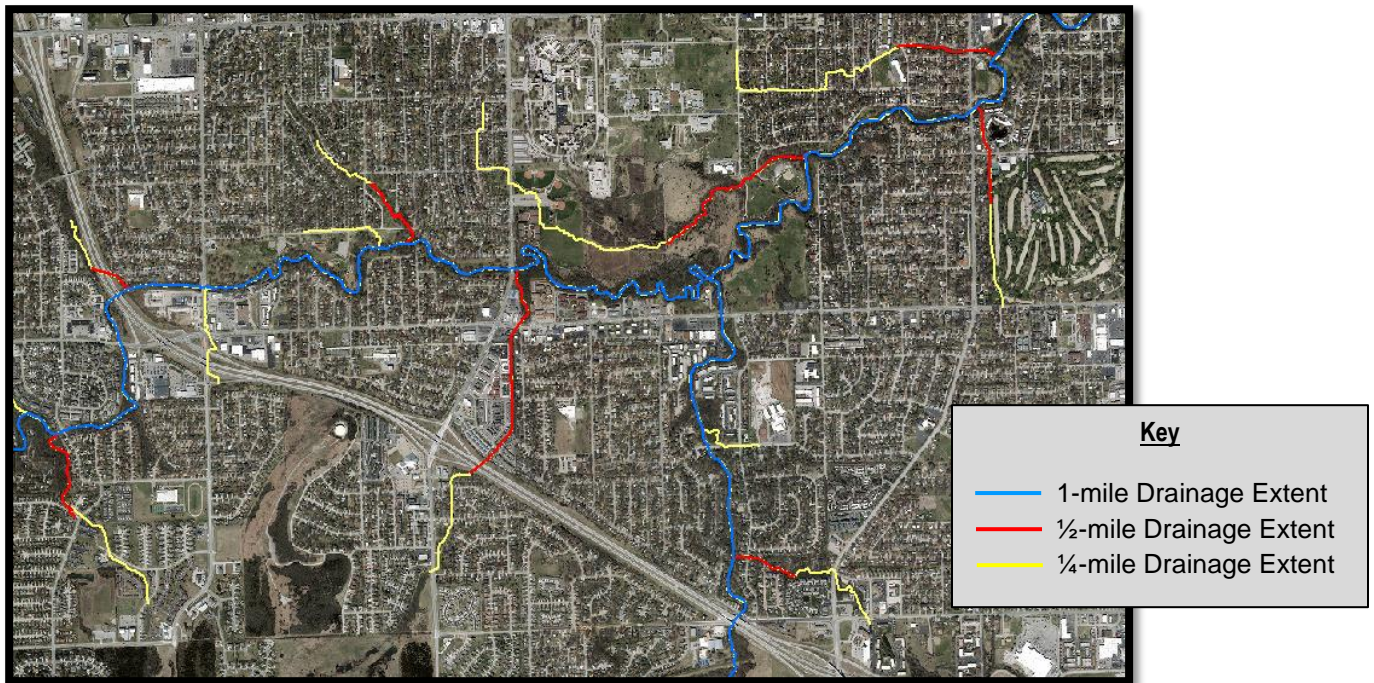 Key
1-mile Drainage Extent
½-mile Drainage Extent
¼-mile Drainage Extent